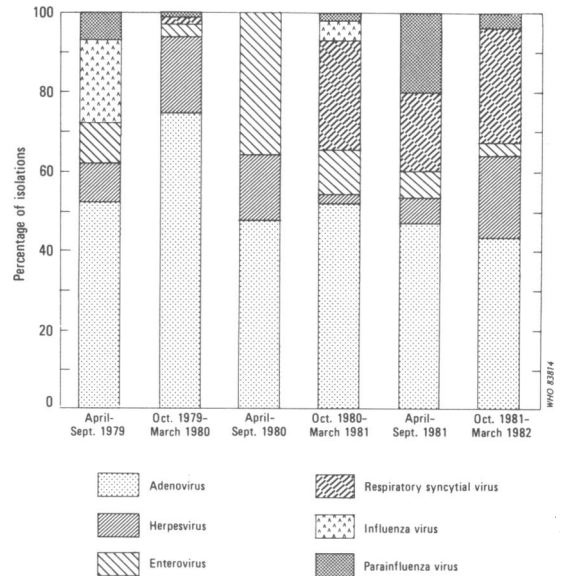 100
80
60
40
20
0
Percentage of isolations
April-
Sept. 1979
Oct. 1979-
March 1980
April-
Sept. 1980
Oct. 1980-
March 1981
April-
Sept. 1981
Oct. 1981-
March 1982
WHO 83814
Adenovirus
Herpesvirus
Enterovirus
Respiratory syncytial virus
Influenza virus
Parainfluenza virus